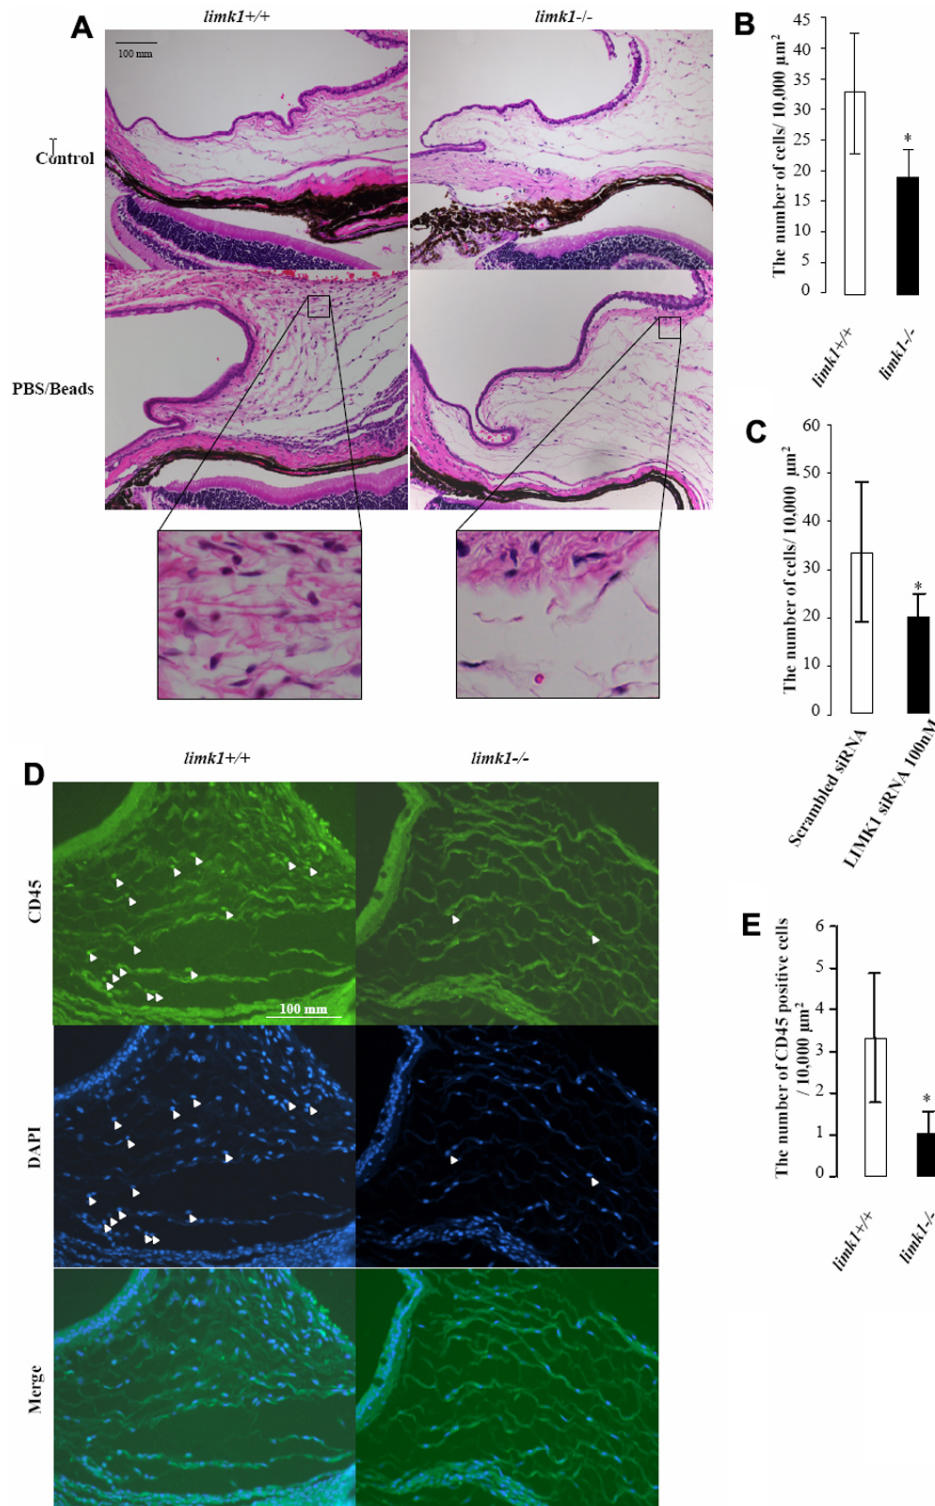 A
limk1+/+
limk1-/-
100 mm
Control
PBS/Beads
B
The number of cells/ 10,000 µm²
45
40
35
30
25
20
15
10
5
0
*
limk1+/+
limk1-/-
C
The number of cells/ 10,000 µm²
60
50
40
30
20
10
0
*
Scrambled siRNA
LIMK1 siRNA 100nM
D
limk1+/+
limk1-/-
CD45
100 mm
DAPI
Merge
E
The number of CD45 positive cells
/ 10,000 µm²
6
5
4
3
2
1
0
*
limk1+/+
limk1-/-